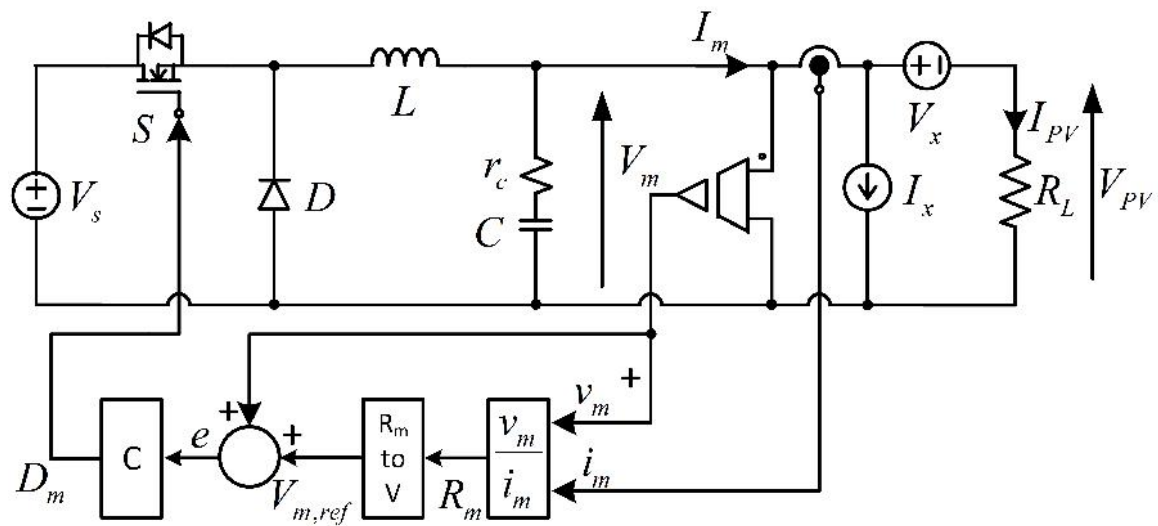 I_m
L
S
V_x
I_PV
V_s
D
r_c
C
V_m
I_x
R_L
V_PV
+
v_m
+
e
+
R_m
to
V
v_m
i_m
i_m
C
D_m
V_m,ref
R_m